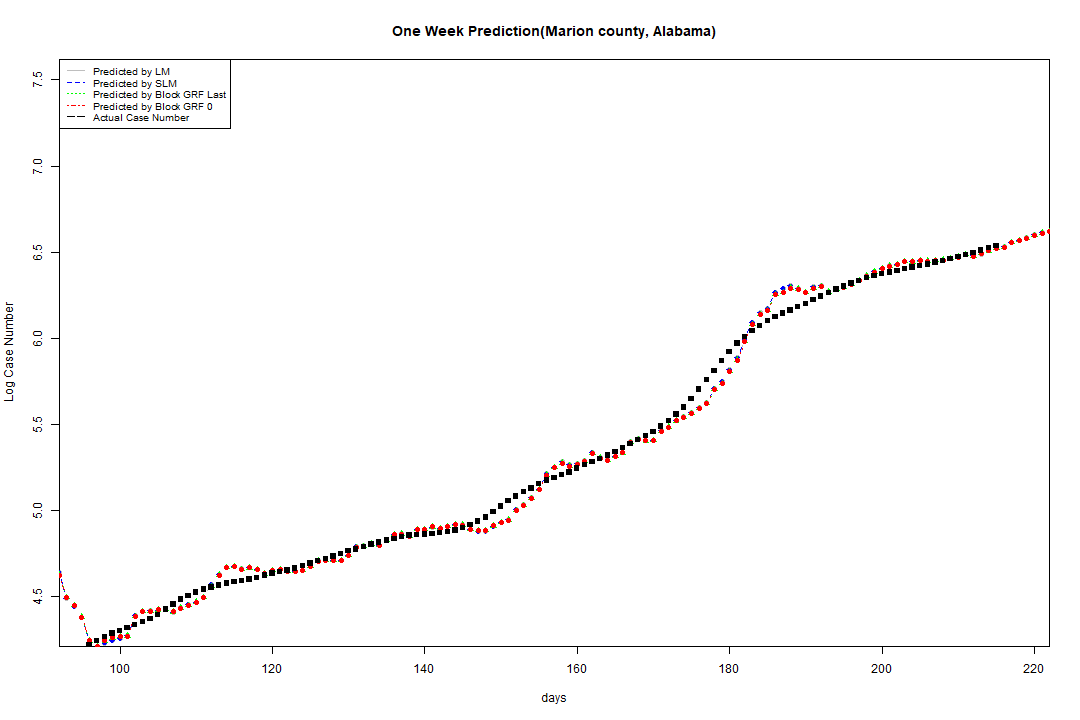 One Week Prediction(Marion county, Alabama)
Predicted by LM
Predicted by SLM
Predicted by Block GRF Last
Predicted by Block GRF 0
Actual Case Number
7.5
7.0
6.5
6.0
5.5
5.0
4.5
Log Case Number
100
120
140
160
180
200
220
days